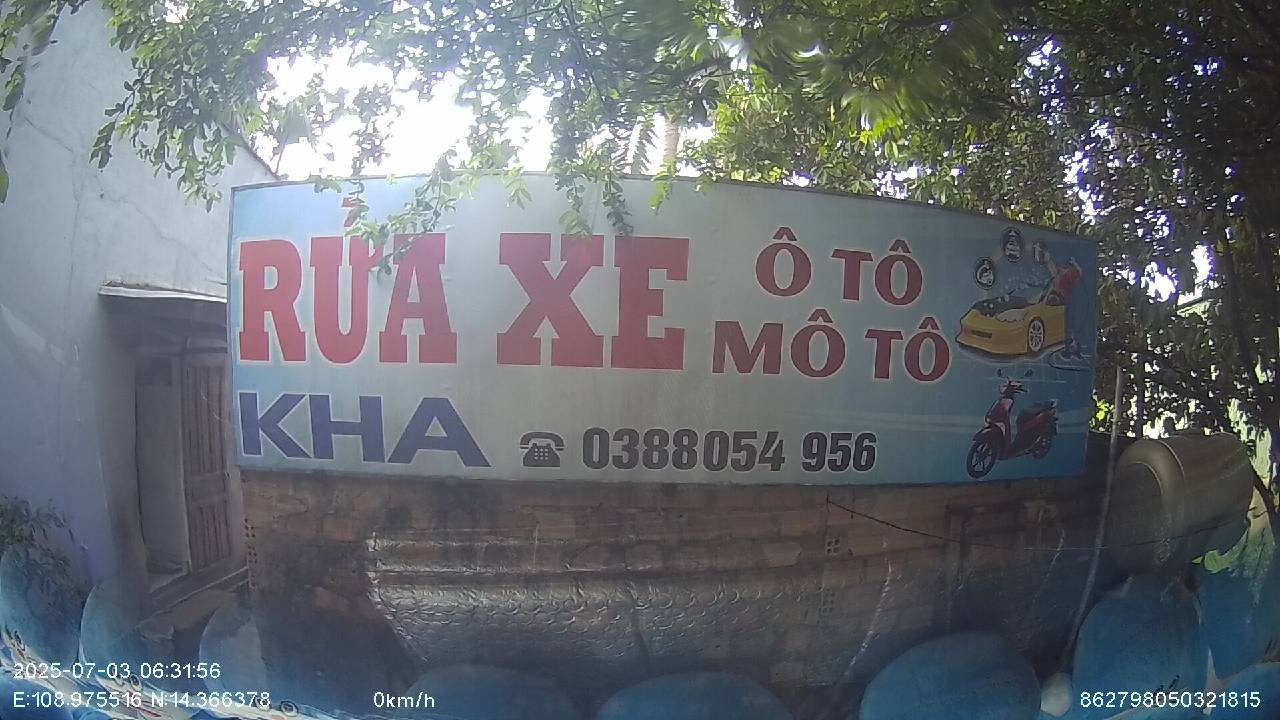 RỬA XE Ô TÔ
MÔ TÔ
KHA ☎ 0388054 956
2025-07-03 06:31:56
E:108.975516 N:14.366378 0km/h 862798050321815